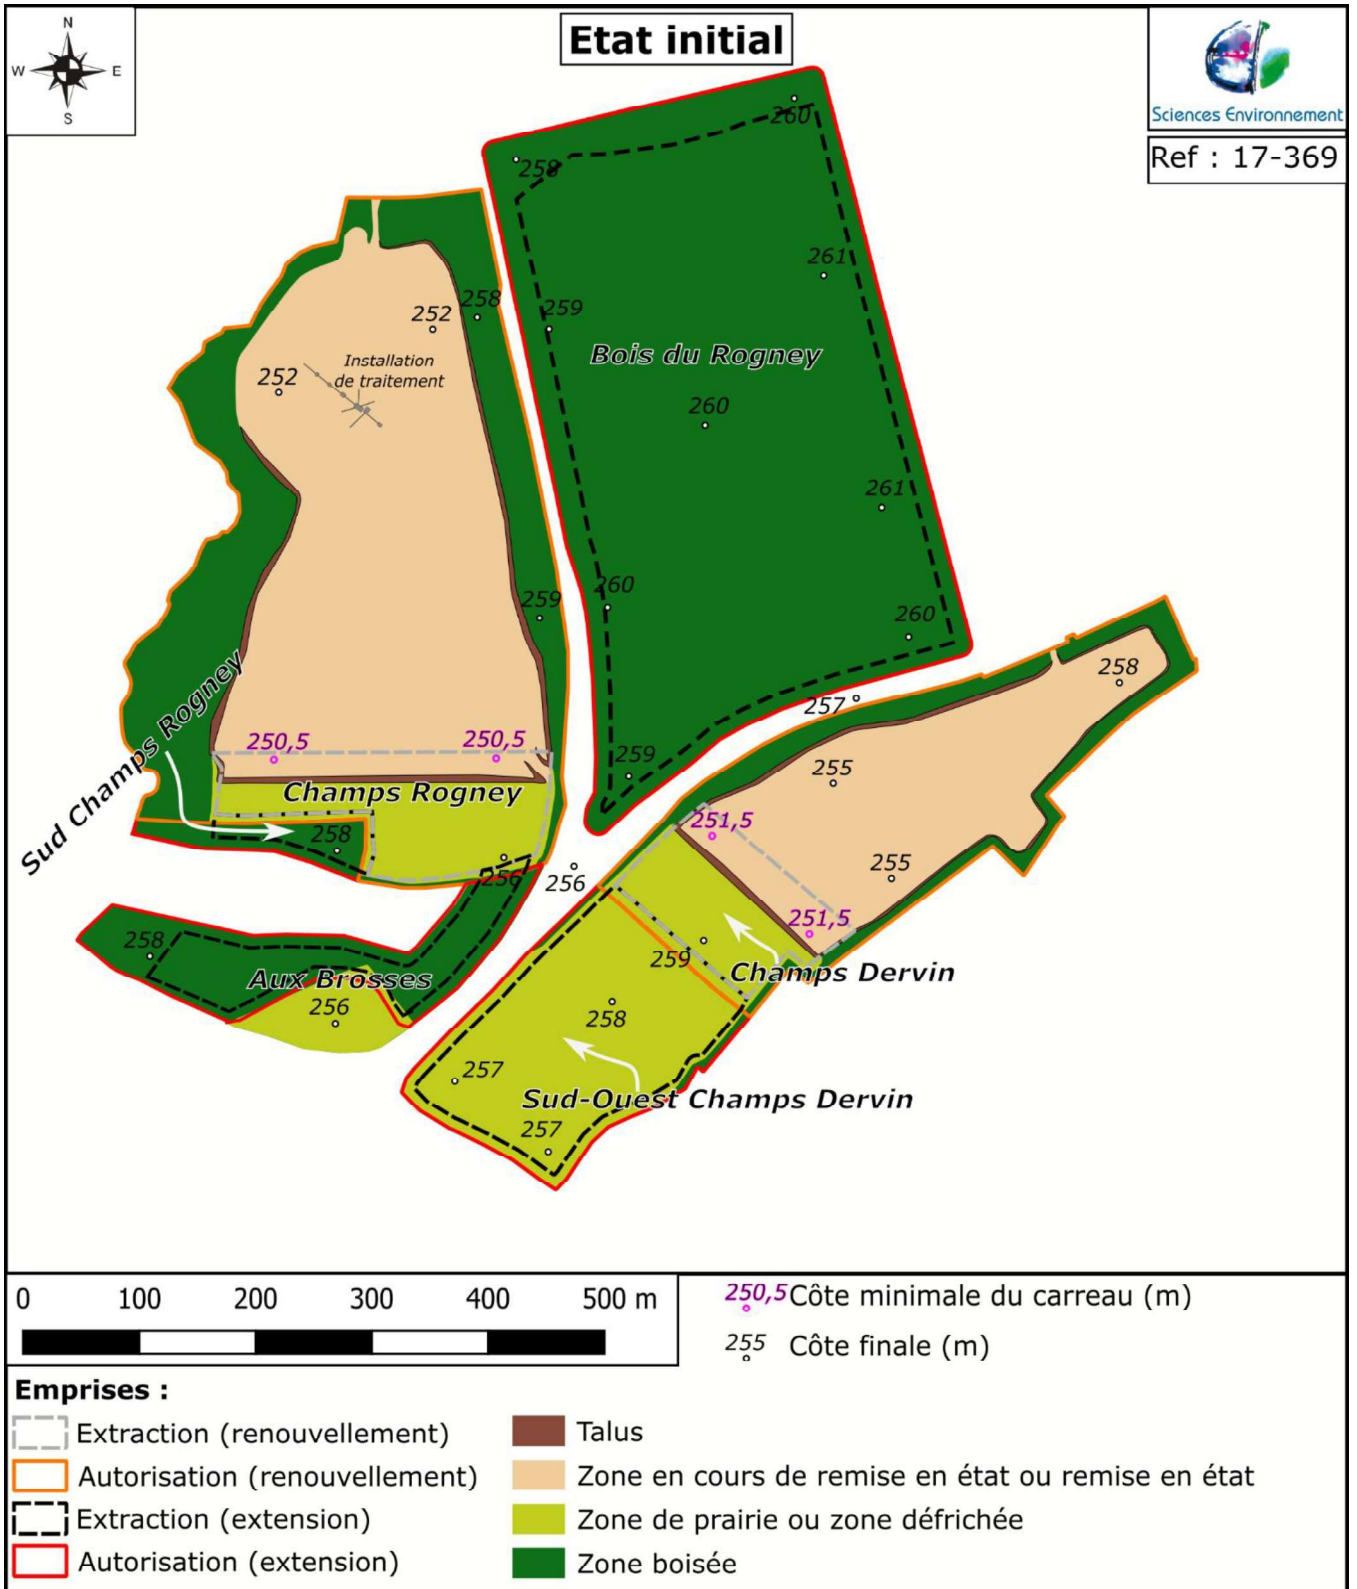 Etat initial
N
W
E
S
Sciences Environnement
Ref : 17-369
260
258
261
258
252
259
Installation
de traitement
Bois du Rogney
252
260
261
260
259
260
258
257
Sud Champs Rogney
250,5
250,5
259
255
Champs Rogney
251,5
258
256
256
255
251,5
258
259
Champs Dervin
Aux Brosses
256
258
257
Sud-Ouest Champs Dervin
257
0 100 200 300 400 500 m
250,5 Côte minimale du carreau (m)
255 Côte finale (m)
Emprises :
Extraction (renouvellement)
Autorisation (renouvellement)
Extraction (extension)
Autorisation (extension)
Talus
Zone en cours de remise en état ou remise en état
Zone de prairie ou zone défrichée
Zone boisée